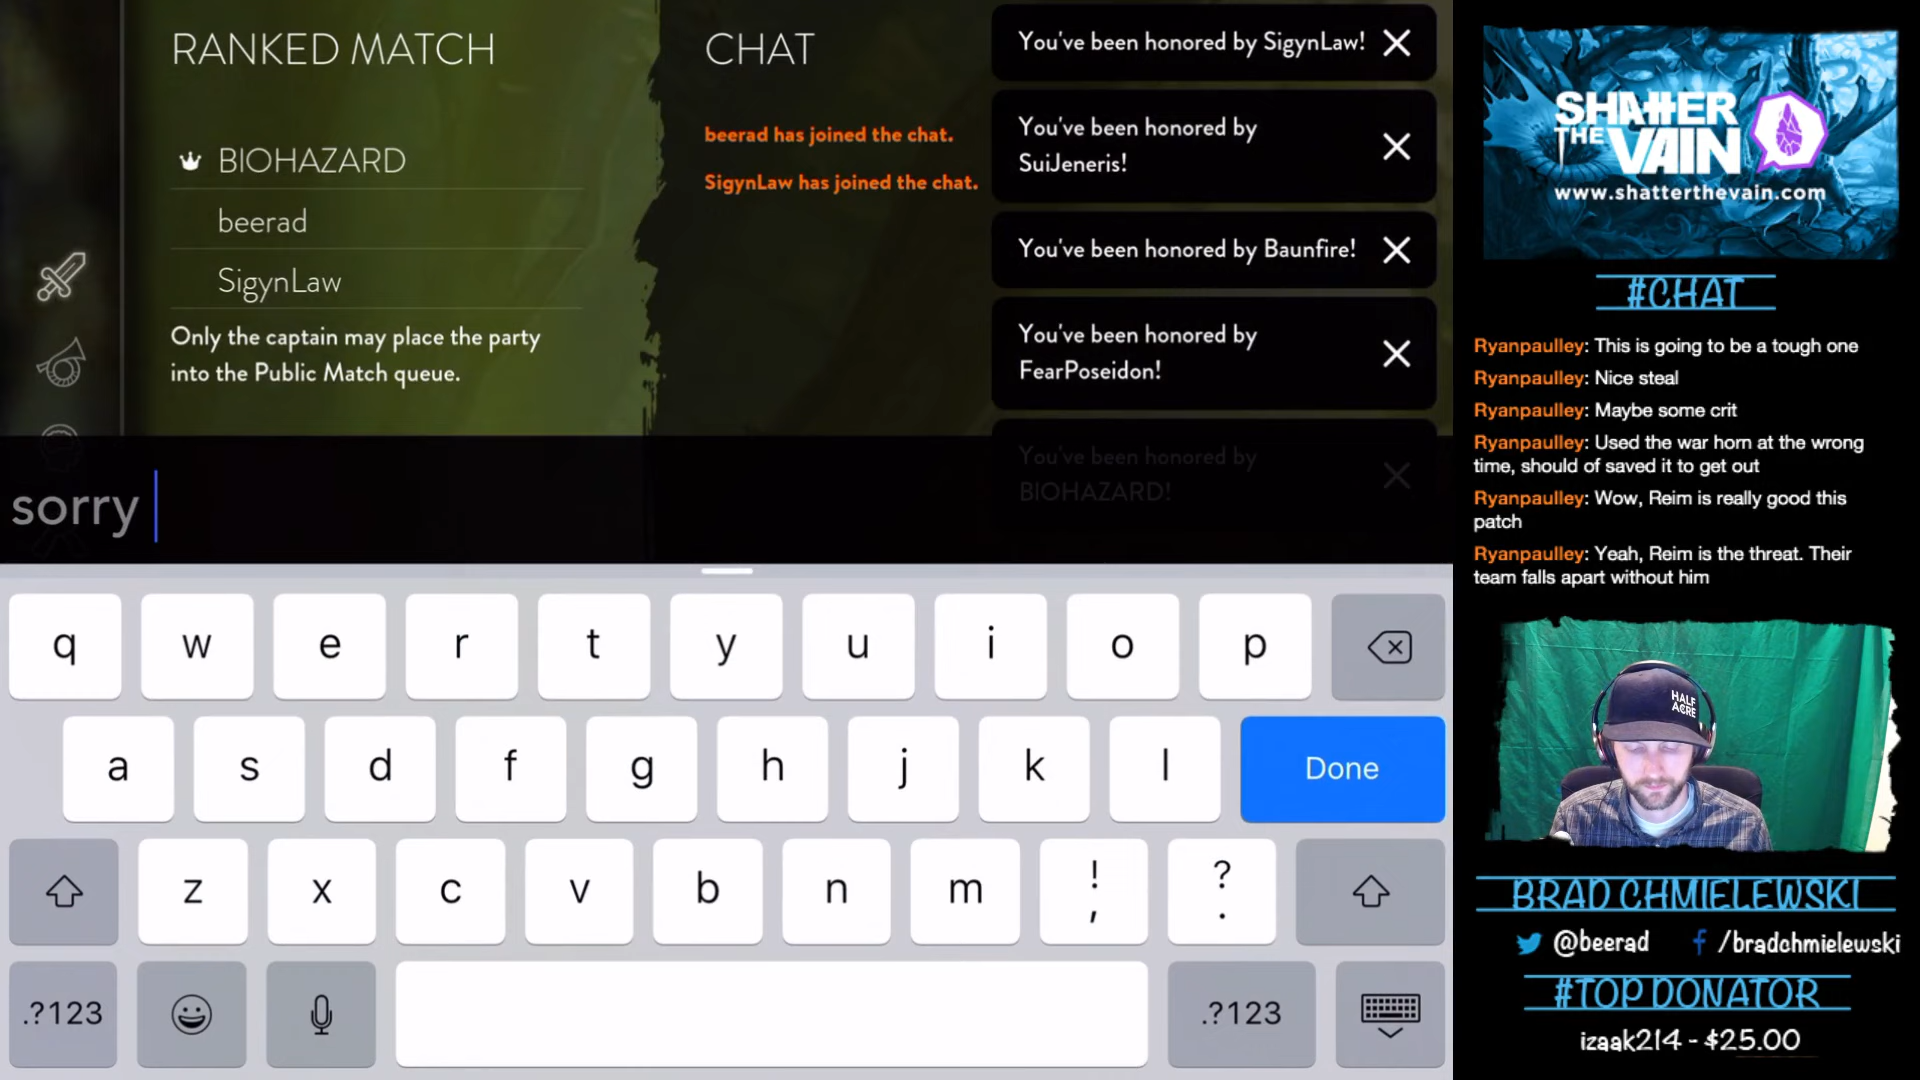 RANKED MATCH
BIOHAZARD
beerad
SigynLaw
Only the captain may place the party
into the Public Match queue.
CHAT
beerad has joined the chat.
SigynLaw has joined the chat.
You've been honored by SigynLaw!
You've been honored by
SuiJeneris!
You've been honored by Baunfire!
You've been honored by
FearPoseidon!
You've been honored by
BIOHAZARD!
sorry
q w e r t y u i o p
a s d f g h j k l Done
z x c v b n m ! , ? .
.?123 .?123
SHATTER
THE VAIN
www.shatterthevain.com
#CHAT
Ryanpaulley: This is going to be a tough one
Ryanpaulley: Nice steal
Ryanpaulley: Maybe some crit
Ryanpaulley: Used the war horn at the wrong
time, should of saved it to get out
Ryanpaulley: Wow, Reim is really good this
patch
Ryanpaulley: Yeah, Reim is the threat. Their
team falls apart without him
HALF
ACRE
BRAD CHMIELEWSKI
@beerad /bradchmielewski
#TOP DONATOR
izaak214 - $25.00